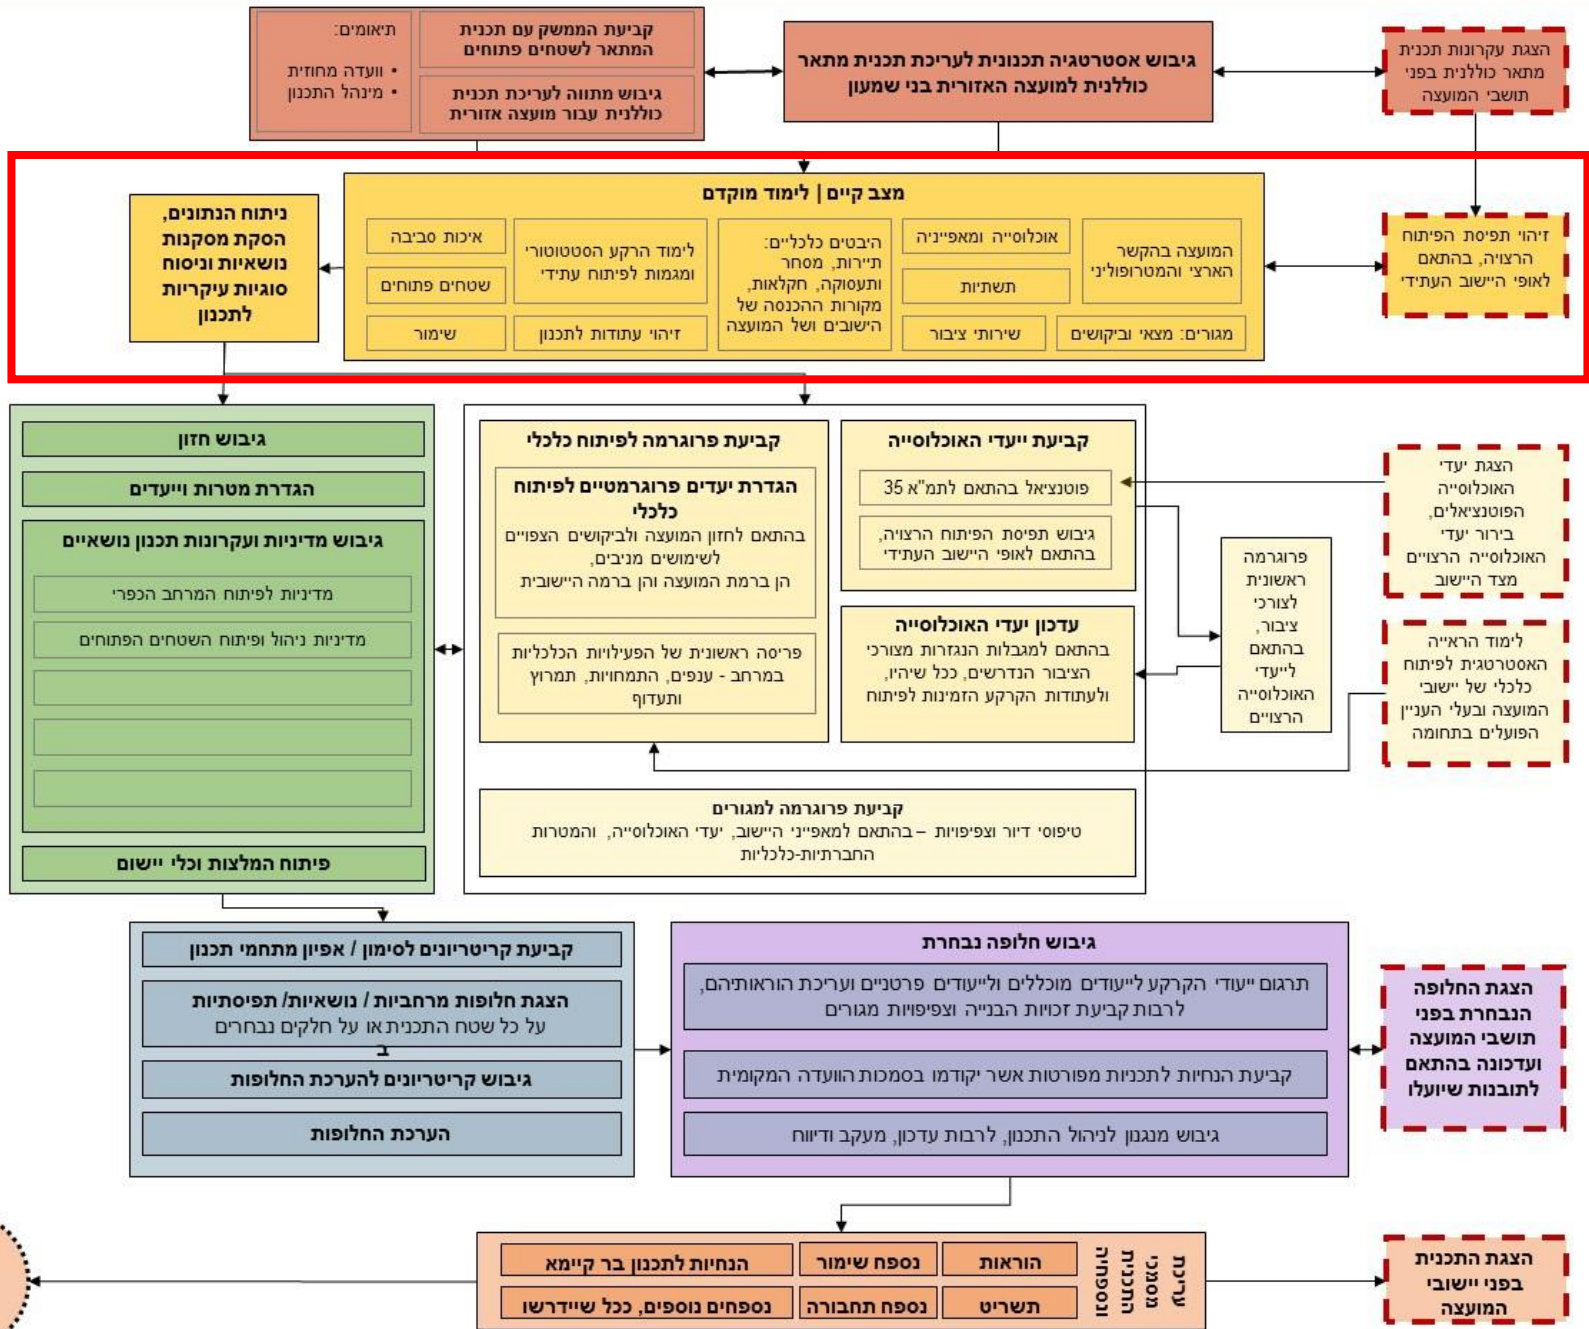 הצגת עקרונות תכנית
מתאר כוללנית בפני
תושבי המועצה
גיבוש אסטרטגיה תכנונית לעריכת תכנית מתאר
כוללנית למועצה האזורית בני שמעון
קביעת הממשק עם תכנית
המתאר לשטחים פתוחים
גיבוש מתווה לעריכת תכנית
כוללנית עבור מועצה אזורית
תיאומים:
• וועדה מחוזית
• מינהל התכנון
זיהוי תפיסת הפיתוח
הרצויה, בהתאם
לאופי היישוב העתידי
מצב קיים | לימוד מוקדם
המועצה בהקשר
הארצי והמטרופוליני
מגורים: מצאי וביקושים
אוכלוסייה ומאפייניה
תשתיות
שירותי ציבור
היבטים כלכליים:
תיירות, מסחר
ותעסוקה, חקלאות,
מקורות ההכנסה של
הישובים ושל המועצה
לימוד הרקע הסטטוטורי
ומגמות לפיתוח עתידי
זיהוי עתודות לתכנון
איכות סביבה
שטחים פתוחים
שימור
ניתוח הנתונים,
הסקת מסקנות
נושאיות וניסוח
סוגיות עיקריות
לתכנון
הצגת יעדי
האוכלוסייה
הפוטנציאלים,
בירור יעדי
האוכלוסייה הרצויים
מצד היישוב
לימוד הראייה
האסטרטגית לפיתוח
כלכלי של יישובי
המועצה ובעלי העניין
הפועלים בתחומה
פרוגרמה
ראשונית
לצורכי
ציבור,
בהתאם
לייעדי
האוכלוסייה
הרצויים
קביעת ייעדי האוכלוסייה
פוטנציאל בהתאם לתמ"א 35
גיבוש תפיסת הפיתוח הרצויה,
בהתאם לאופי היישוב העתידי
עדכון יעדי האוכלוסייה
בהתאם למגבלות הנגזרות מצורכי
הציבור הנדרשים, ככל שיהיו,
ולעתודות הקרקע הזמינות לפיתוח
קביעת פרוגרמה לפיתוח כלכלי
הגדרת יעדים פרוגרמטיים לפיתוח
כלכלי
בהתאם לחזון המועצה ולביקושים הצפויים
לשימושים מניבים,
הן ברמת המועצה והן ברמה היישובית
פריסה ראשונית של הפעילויות הכלכליות
במרחב - ענפים, התמחויות, תמרוץ
ותעדוף
קביעת פרוגרמה למגורים
טיפוסי דיור וצפיפויות – בהתאם למאפייני היישוב, יעדי האוכלוסייה, והמטרות
החברתיות-כלכליות
גיבוש חזון
הגדרת מטרות וייעדים
גיבוש מדיניות ועקרונות תכנון נושאיים
מדיניות לפיתוח המרחב הכפרי
מדיניות ניהול ופיתוח השטחים הפתוחים
פיתוח המלצות וכלי יישום
הצגת החלופה
הנבחרת בפני
תושבי המועצה
ועדכונה בהתאם
לתובנות שיועלו
גיבוש חלופה נבחרת
תרגום ייעודי הקרקע לייעודים מוכללים ולייעודים פרטניים ועריכת הוראותיהם,
לרבות קביעת זכויות הבנייה וצפיפויות מגורים
קביעת הנחיות לתכניות מפורטות אשר יקודמו בסמכות הוועדה המקומית
גיבוש מנגנון לניהול התכנון, לרבות עדכון, מעקב ודיווח
קביעת קריטריונים לסימון / אפיון מתחמי תכנון
הצגת חלופות מרחביות / נושאיות/ תפיסתיות
על כל שטח התכנית או על חלקים נבחרים
ב
גיבוש קריטריונים להערכת החלופות
הערכת החלופות
הצגת התכנית
בפני יישובי
המועצה
עריכת
מסמכי
התכנית
ונספחיה
הוראות
נספח שימור
הנחיות לתכנון בר קיימא
תשריט
נספח תחבורה
נספחים נוספים, ככל שיידרשו